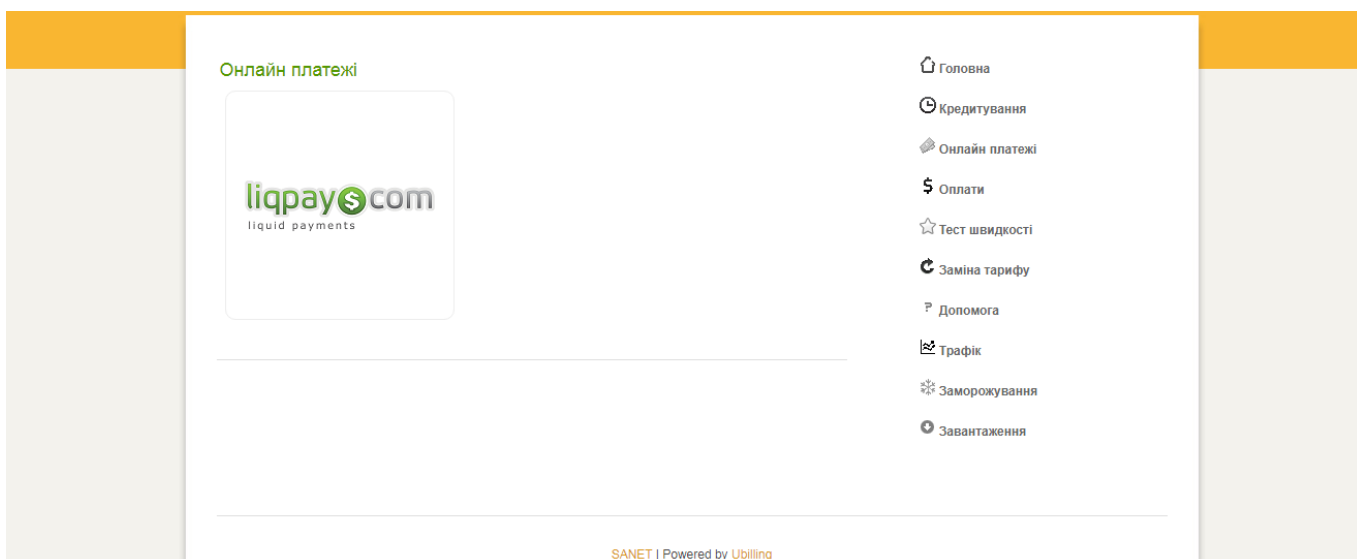 Онлайн платежі
liqpay$com
liquid payments
Головна
Кредитування
Онлайн платежі
Оплати
Тест швидкості
Заміна тарифу
Допомога
Трафік
Заморожування
Завантаження
SANET | Powered by Ubilling